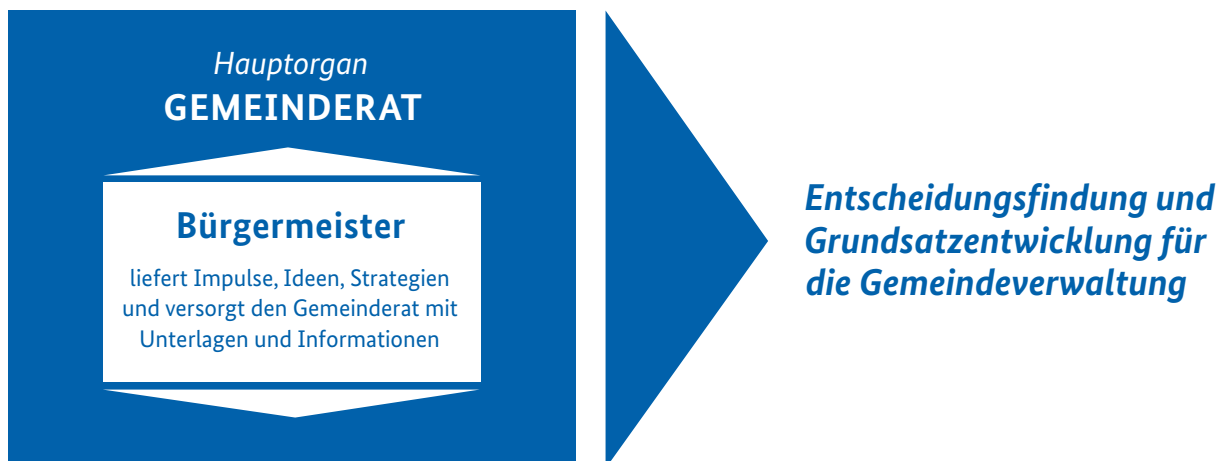 Hauptorgan
GEMEINDERAT
Bürgermeister
liefert Impulse, Ideen, Strategien
und versorgt den Gemeinderat mit
Unterlagen und Informationen
Entscheidungsfindung und
Grundsatzentwicklung für
die Gemeindeverwaltung